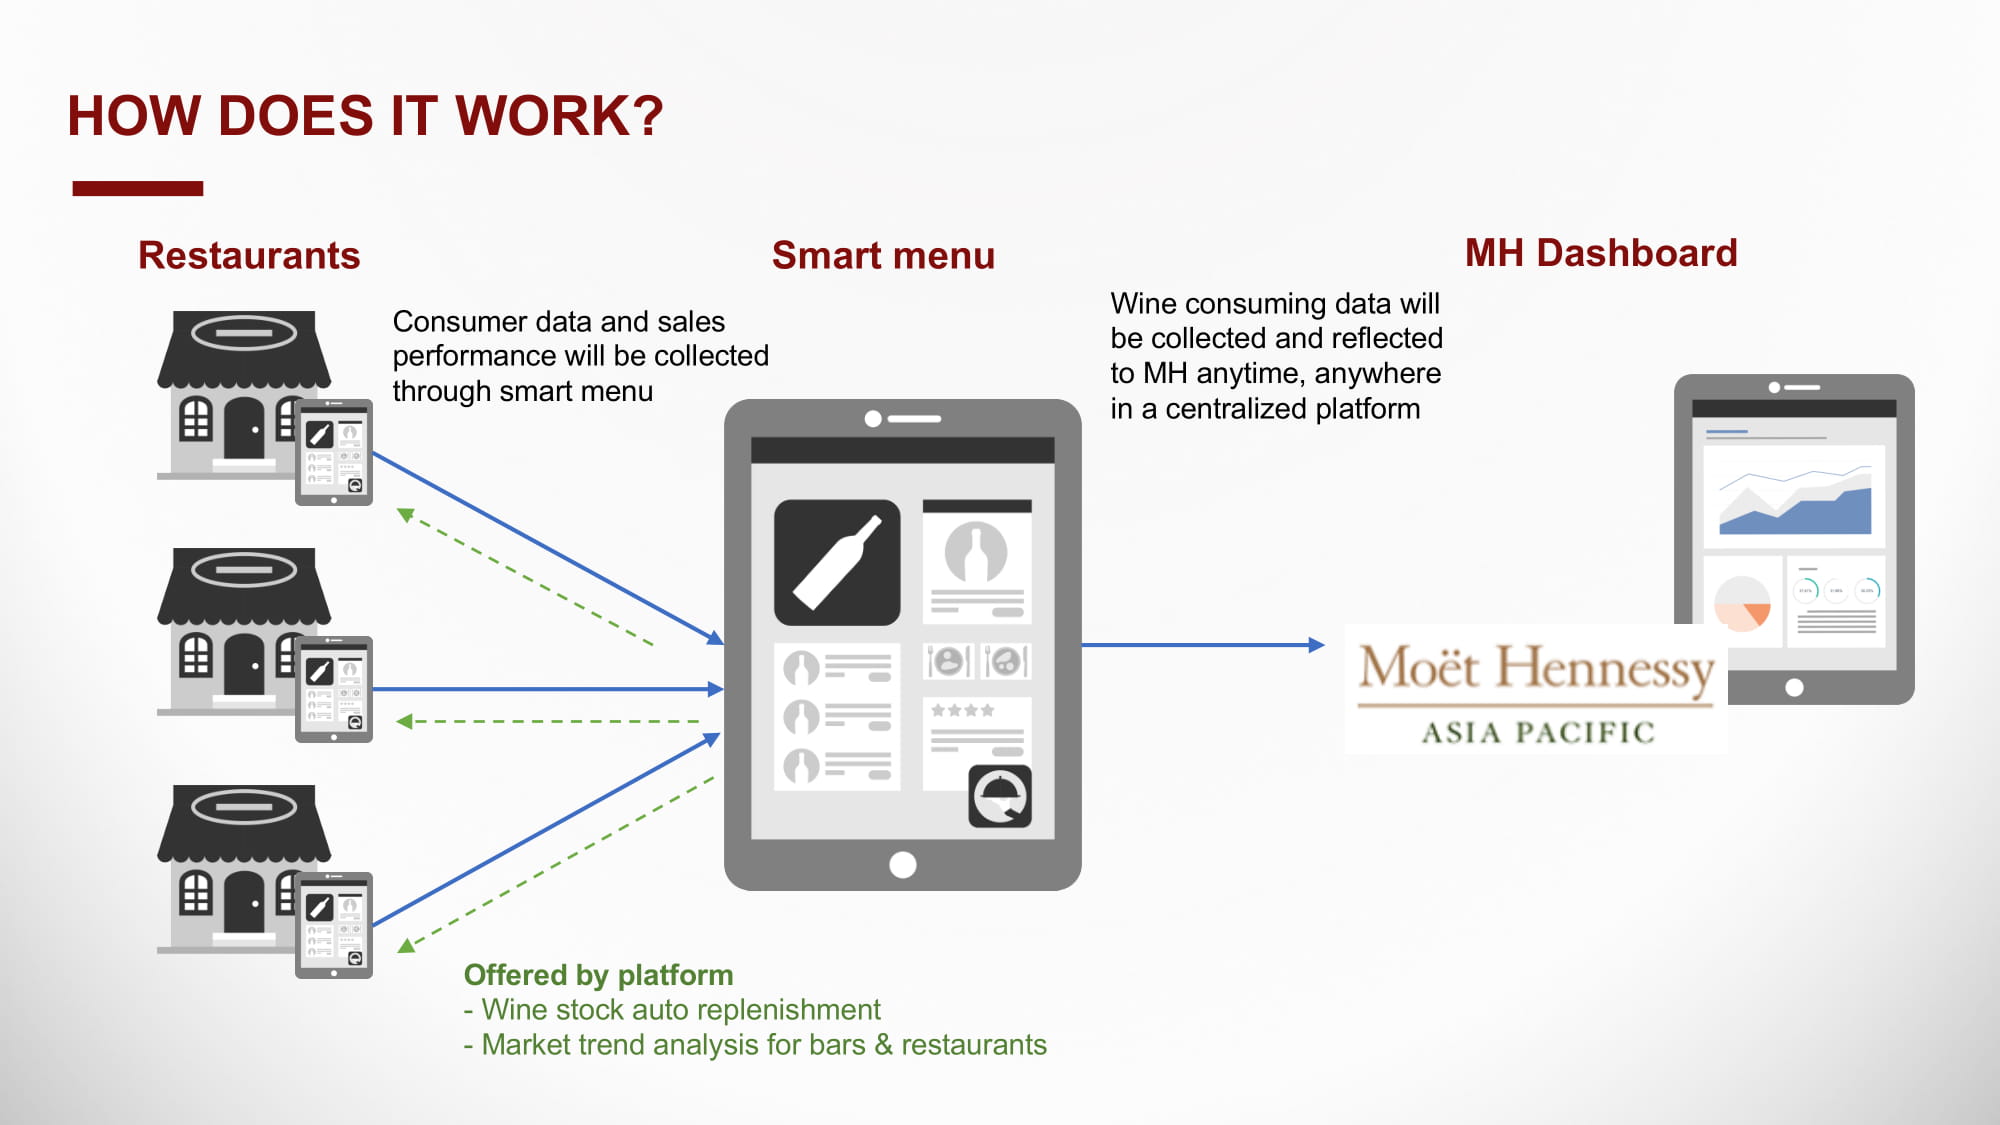 HOW DOES IT WORK?
Restaurants
Smart menu
MH Dashboard
Consumer data and sales
performance will be collected
through smart menu
Wine consuming data will
be collected and reflected
to MH anytime, anywhere
in a centralized platform
Moët Hennessy
ASIA PACIFIC
Offered by platform
- Wine stock auto replenishment
- Market trend analysis for bars & restaurants